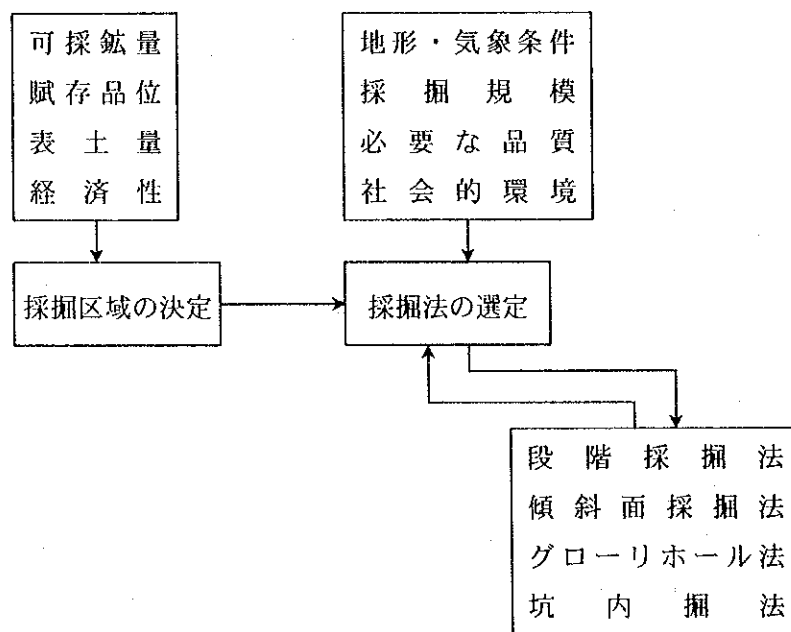 可採鉱量
賦存品位
表土量
経済性
地形・気象条件
採掘規模
必要な品質
社会的環境
採掘区域の決定
採掘法の選定
段階採掘法
傾斜面採掘法
グローリホール法
坑内掘法